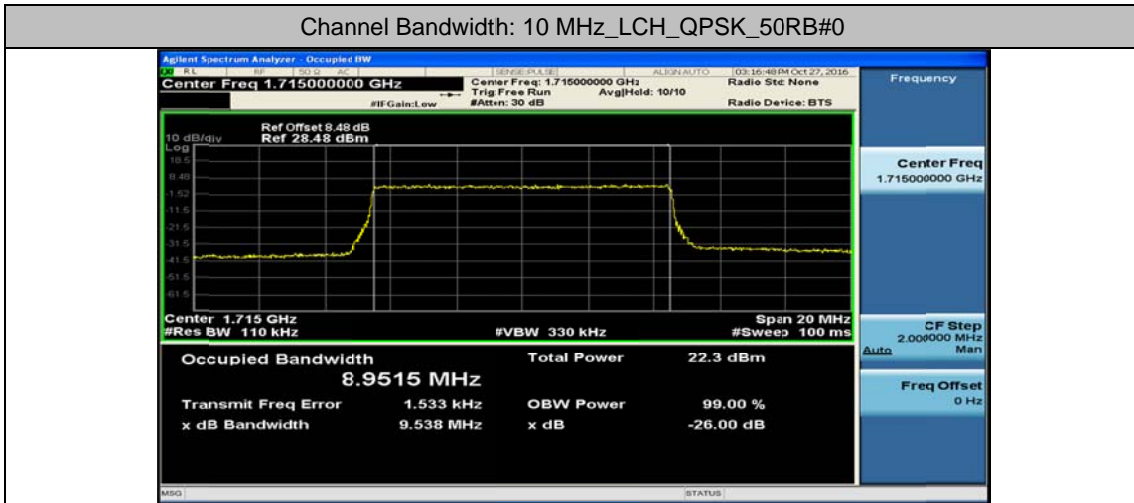 Channel Bandwidth: 10 MHz_LCH_QPSK_50RB#0
Agilent Spectrum Analyzer - Occupied BW
RL RF 50 Ω AC SENSE:PULSE ALIGN AUTO 03:16:48 PM Oct 27, 2016
Center Freq 1.715000000 GHz
Center Freq: 1.715000000 GHz
Radio Std: None
Trig: Free Run Avg|Hold: 10/10
#IFGain:Low #Atten: 30 dB Radio Device: BTS
Frequency
Ref Offset 8.48 dB
10 dB/div Ref 28.48 dBm
Log
18.5
8.48
-1.52
-11.5
-21.5
-31.5
-41.5
-51.5
-61.5
Center 1.715 GHz Span 20 MHz
#Res BW 110 kHz #VBW 330 kHz #Sweep 100 ms
Center Freq
1.715000000 GHz
CF Step
2.000000 MHz
Auto Man
Freq Offset
0 Hz
Occupied Bandwidth Total Power 22.3 dBm
8.9515 MHz
Transmit Freq Error 1.533 kHz OBW Power 99.00 %
x dB Bandwidth 9.538 MHz x dB -26.00 dB
MSG STATUS